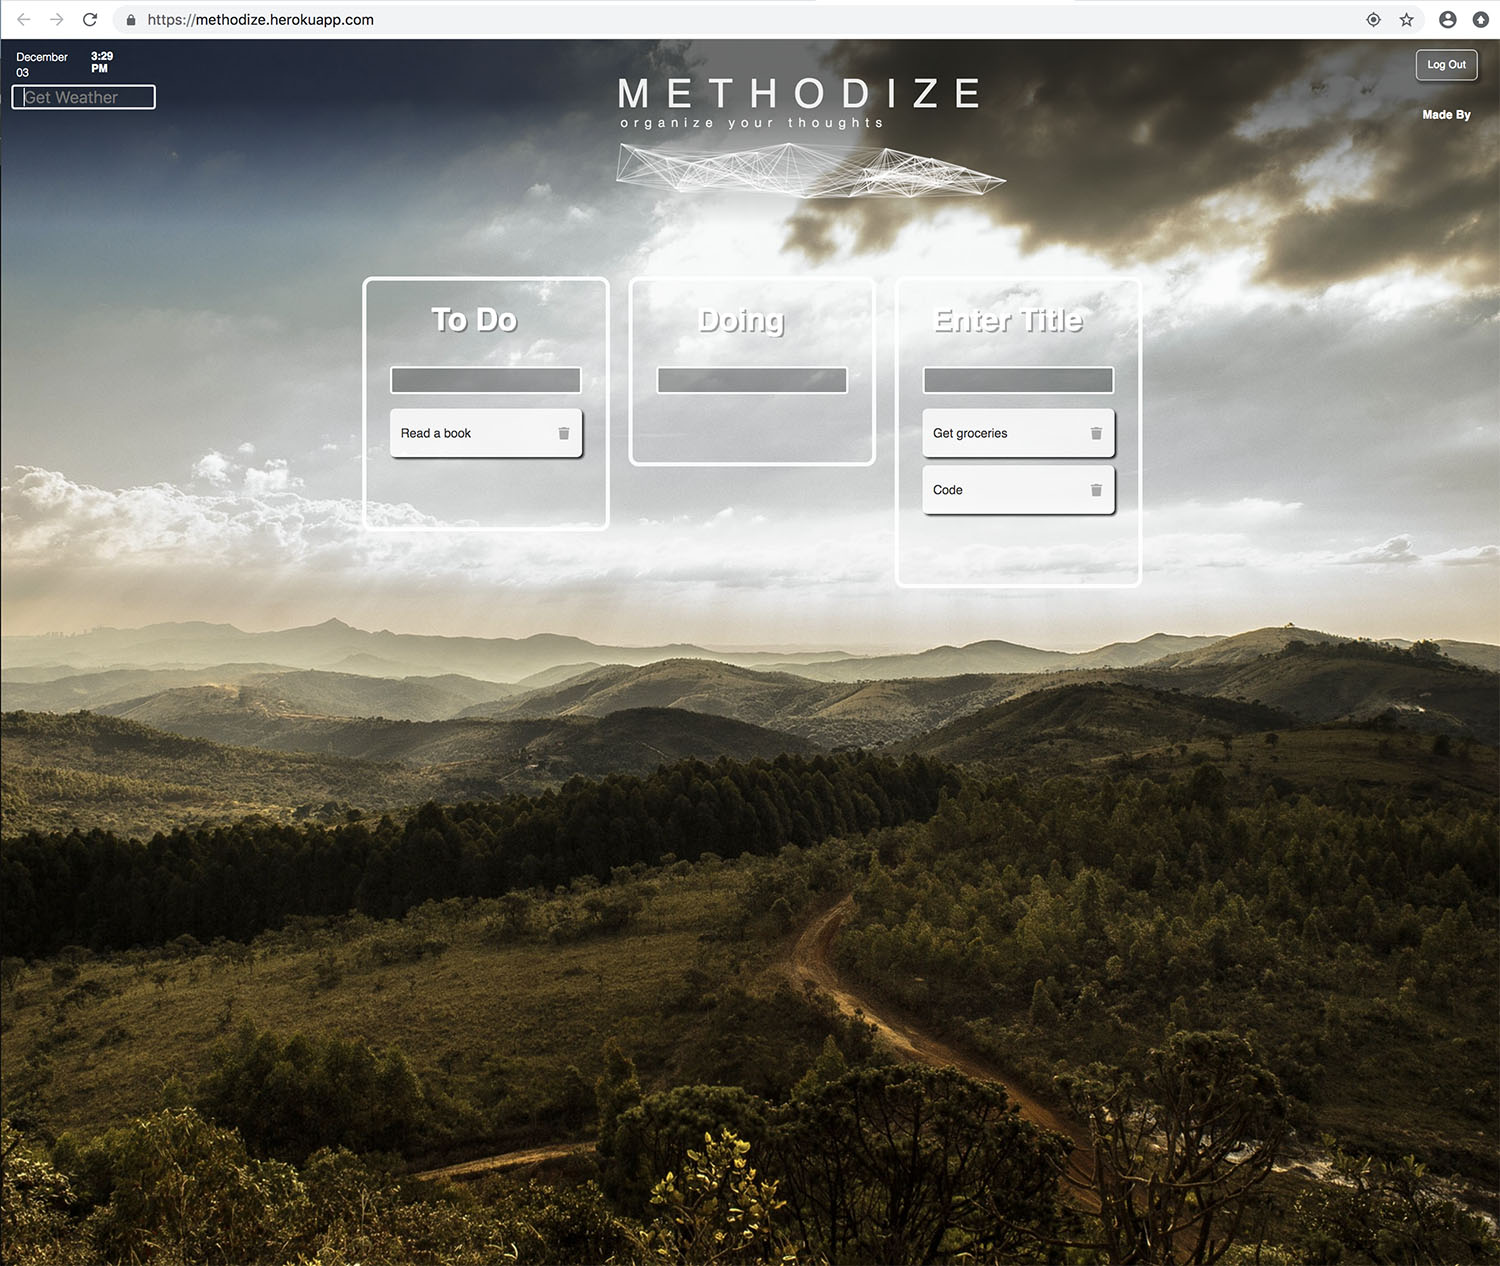 https://methodize.herokuapp.com
December
03
3:29
PM
Get Weather
METHODIZE
organize your thoughts
Log Out
Made By
To Do
Doing
Enter Title
Read a book
Get groceries
Code